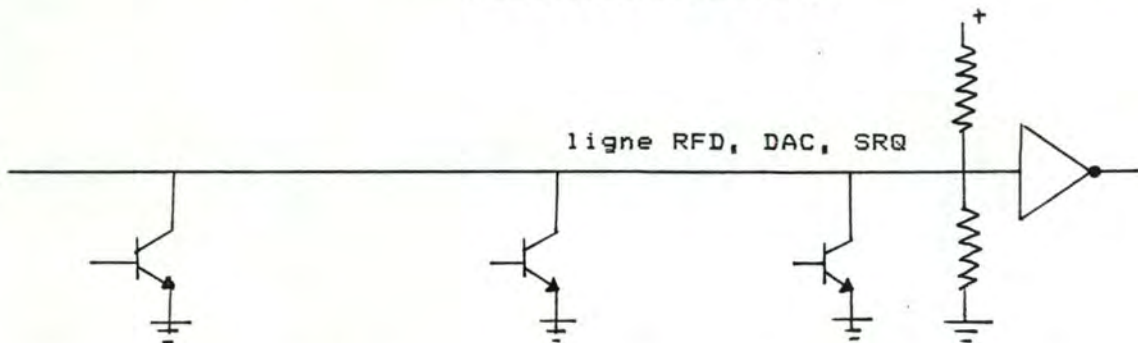 +
ligne RFD, DAC, SRQ